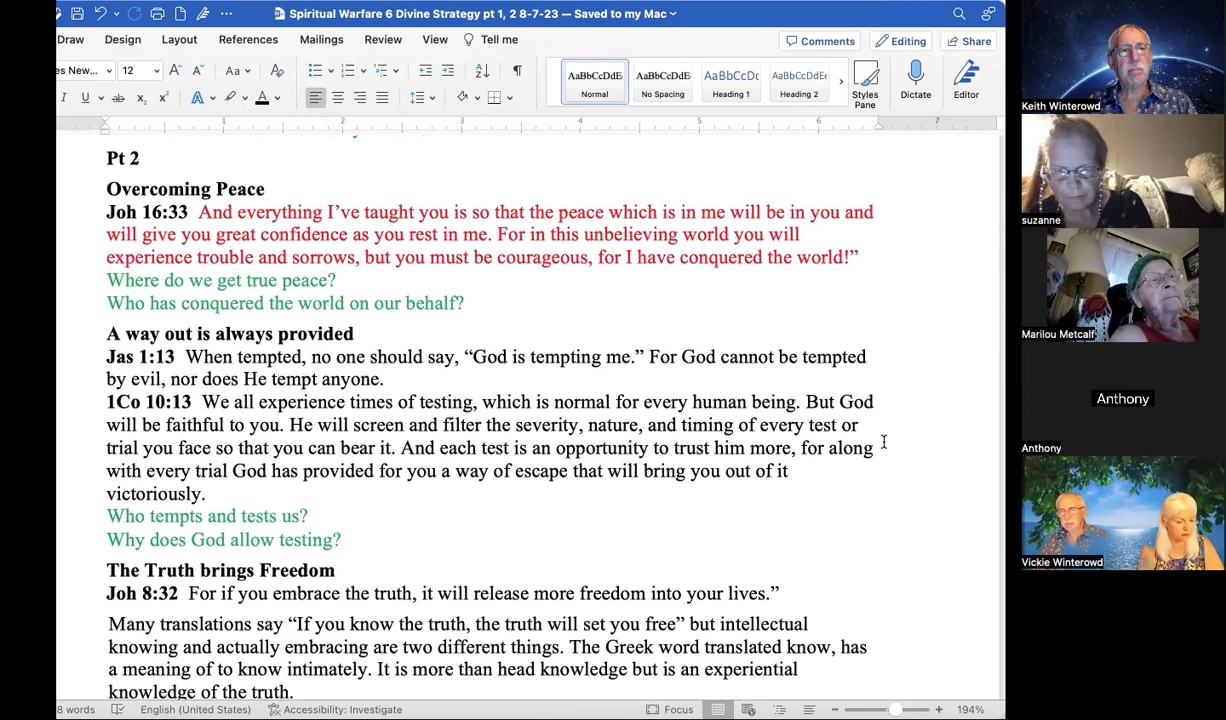 Spiritual Warfare 6 Divine Strategy pt 1, 2 8-7-23 — Saved to my Mac
Draw Design Layout References Mailings Review View Tell me Comments Editing Share
es New... 12 Aa
AaBbCcDdE AaBbCcDdE AaBbCcDc AaBbCcDdE
Normal No Spacing Heading 1 Heading 2 Styles Pane Dictate Editor
1 2 3 4 5 6 7
Pt 2
Overcoming Peace
Joh 16:33 And everything I’ve taught you is so that the peace which is in me will be in you and
will give you great confidence as you rest in me. For in this unbelieving world you will
experience trouble and sorrows, but you must be courageous, for I have conquered the world!”
Where do we get true peace?
Who has conquered the world on our behalf?
A way out is always provided
Jas 1:13 When tempted, no one should say, “God is tempting me.” For God cannot be tempted
by evil, nor does He tempt anyone.
1Co 10:13 We all experience times of testing, which is normal for every human being. But God
will be faithful to you. He will screen and filter the severity, nature, and timing of every test or
trial you face so that you can bear it. And each test is an opportunity to trust him more, for along
with every trial God has provided for you a way of escape that will bring you out of it
victoriously.
Who tempts and tests us?
Why does God allow testing?
The Truth brings Freedom
Joh 8:32 For if you embrace the truth, it will release more freedom into your lives.”
Many translations say “If you know the truth, the truth will set you free” but intellectual
knowing and actually embracing are two different things. The Greek word translated know, has
a meaning of to know intimately. It is more than head knowledge but is an experiential
knowledge of the truth.
8 words English (United States) Accessibility: Investigate Focus 194%
Keith Winterowd
suzanne
Marilou Metcalf
Anthony
Anthony
Vickie Winterowd